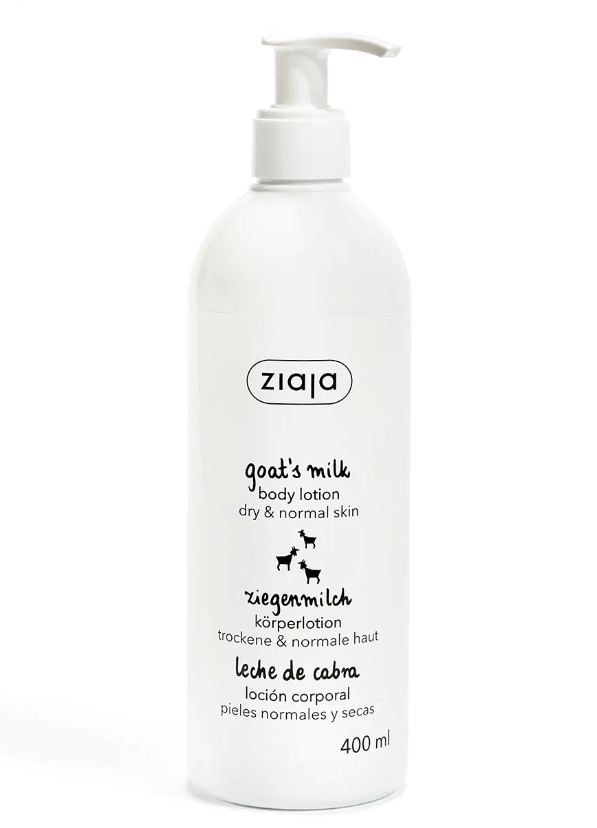 ziaja
goat's milk
body lotion
dry & normal skin
ziegenmilch
körperlotion
trockene & normale haut
leche de cabra
loción corporal
pieles normales y secas
400 ml